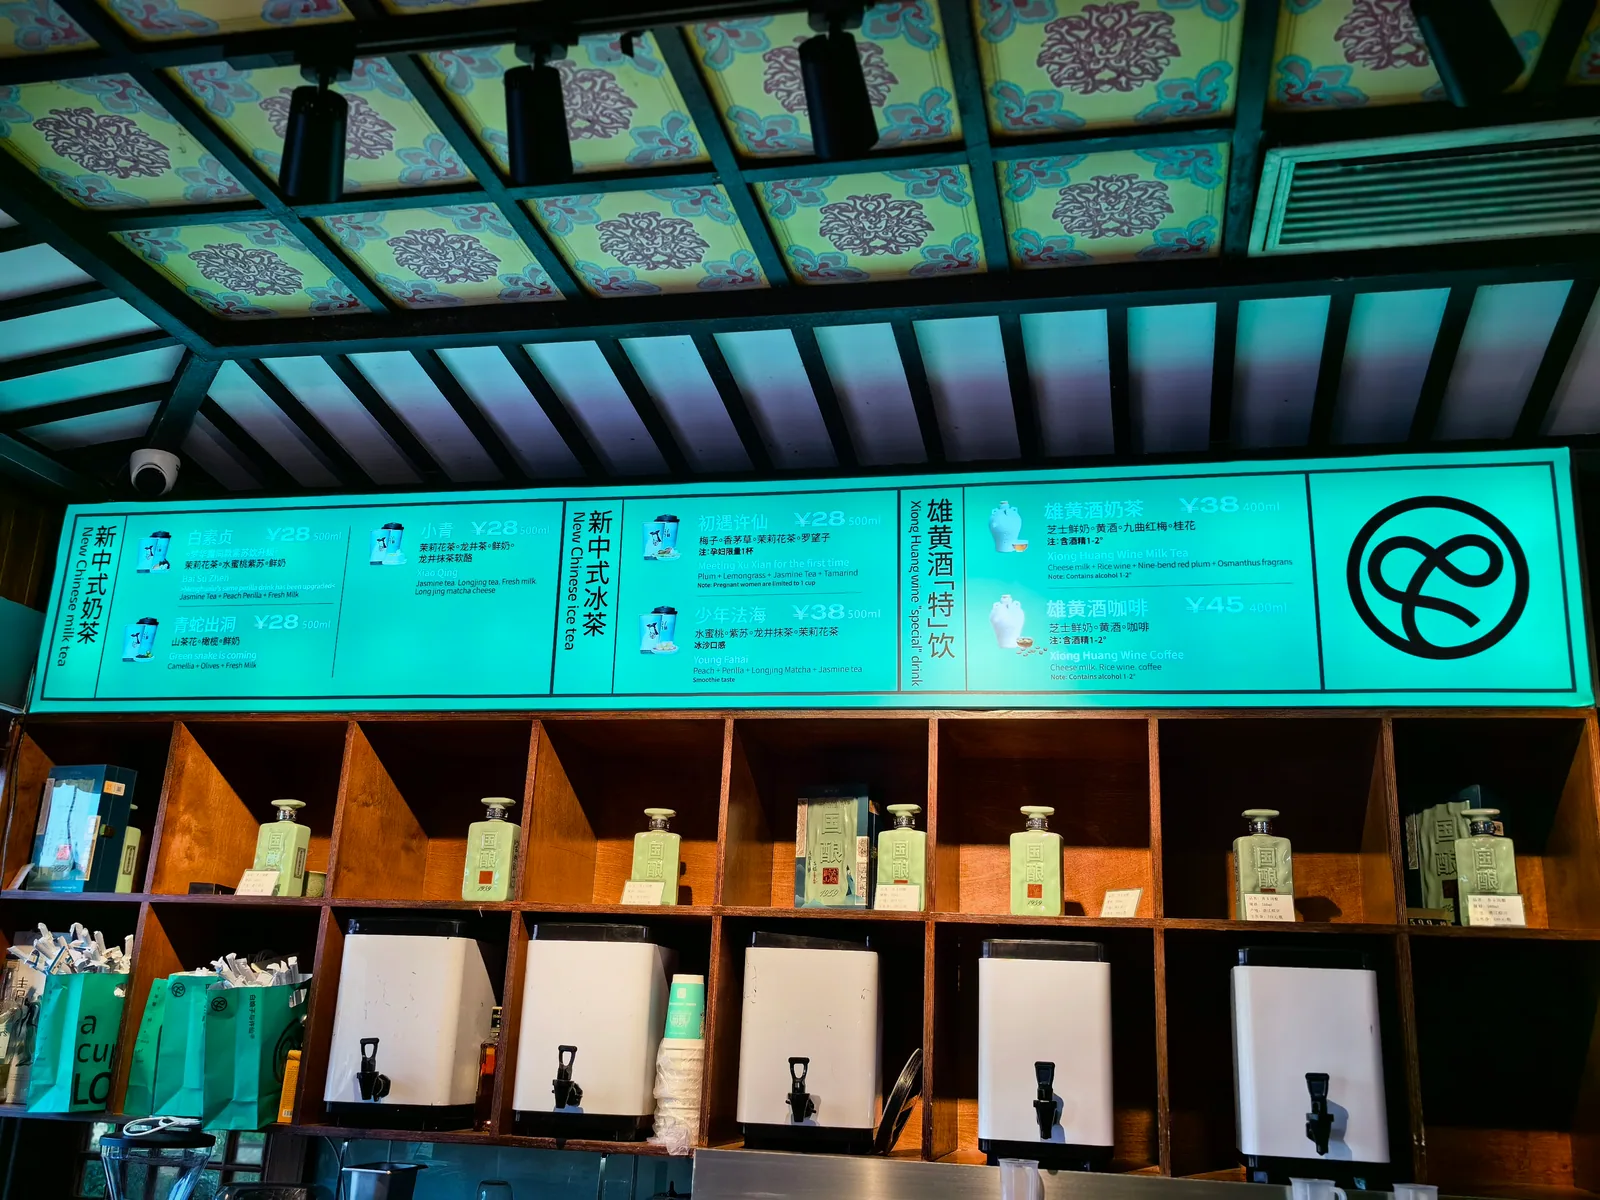 新中式奶茶
New Chinese milk tea
白素贞 ¥28 500ml
茉莉花茶◦水蜜桃紫苏◦鲜奶
Bai Su Zhen
Jasmine Tea + Peach Perilla + Fresh Milk
青蛇出洞 ¥28 500ml
山茶花◦橄榄◦鲜奶
Green snake is coming
Camellia + Olives + Fresh Milk
小青 ¥28 500ml
茉莉花茶◦龙井茶◦鲜奶◦
龙井抹茶软酪
Xiao Qing
Jasmine tea. Longjing tea. Fresh milk.
Long jing matcha cheese
新中式冰茶
New Chinese ice tea
初遇许仙 ¥28 500ml
梅子◦香茅草◦茉莉花茶◦罗望子
注:孕妇限量1杯
Meeting Xu Xian for the first time
Plum + Lemongrass + Jasmine Tea + Tamarind
Note: Pregnant women are limited to 1 cup
少年法海 ¥38 500ml
水蜜桃◦紫苏◦龙井抹茶◦茉莉花茶
冰沙口感
Young Fahai
Peach + Perilla + Longjing Matcha + Jasmine tea
Smoothie taste
雄黄酒「特」饮
Xiong Huang wine "special" drink
雄黄酒奶茶 ¥38 400ml
芝士鲜奶◦黄酒◦九曲红梅◦桂花
注:含酒精1-2°
Xiong Huang Wine Milk Tea
Cheese milk + Rice wine + Nine-bend red plum + Osmanthus fragrans
Note: Contains alcohol 1-2°
雄黄酒咖啡 ¥45 400ml
芝士鲜奶◦黄酒◦咖啡
注:含酒精1-2°
Xiong Huang Wine Coffee
Cheese milk. Rice wine. coffee
Note: Contains alcohol 1-2°
国酿
国酿
1959
国酿
国酿
1959
国酿
国酿
1959
国酿
国酿
国酿
a
cup
LO